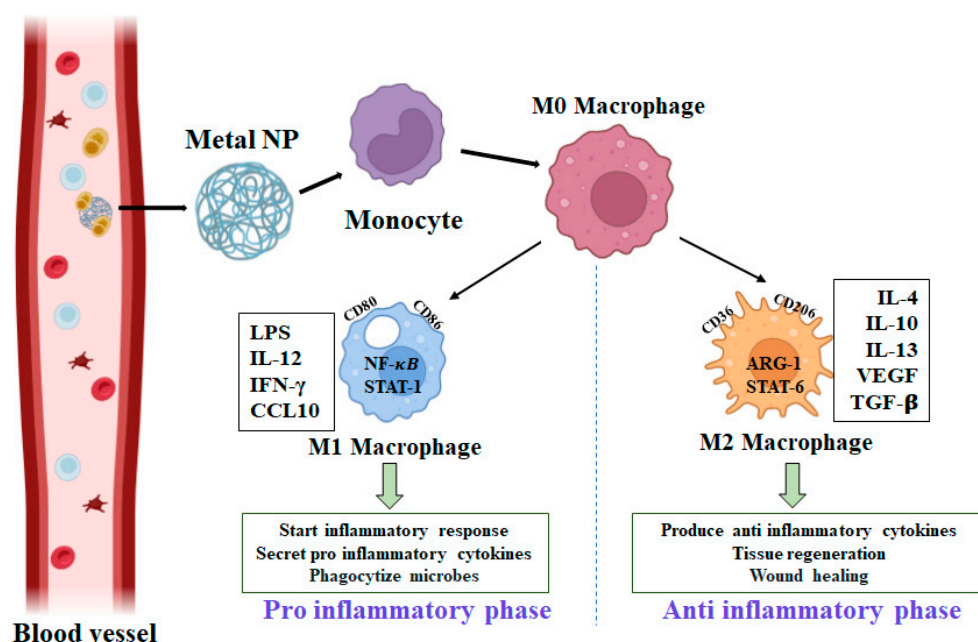 M0 Macrophage
Metal NP
Monocyte
CD80
CD86
CD36
CD206
LPS
IL-12
IFN-γ
CCL10
NF-κB
STAT-1
ARG-1
STAT-6
IL-4
IL-10
IL-13
VEGF
TGF-β
M1 Macrophage
M2 Macrophage
Start inflammatory response
Secret pro inflammatory cytokines
Phagocytize microbes
Produce anti inflammatory cytokines
Tissue regeneration
Wound healing
Pro inflammatory phase
Anti inflammatory phase
Blood vessel